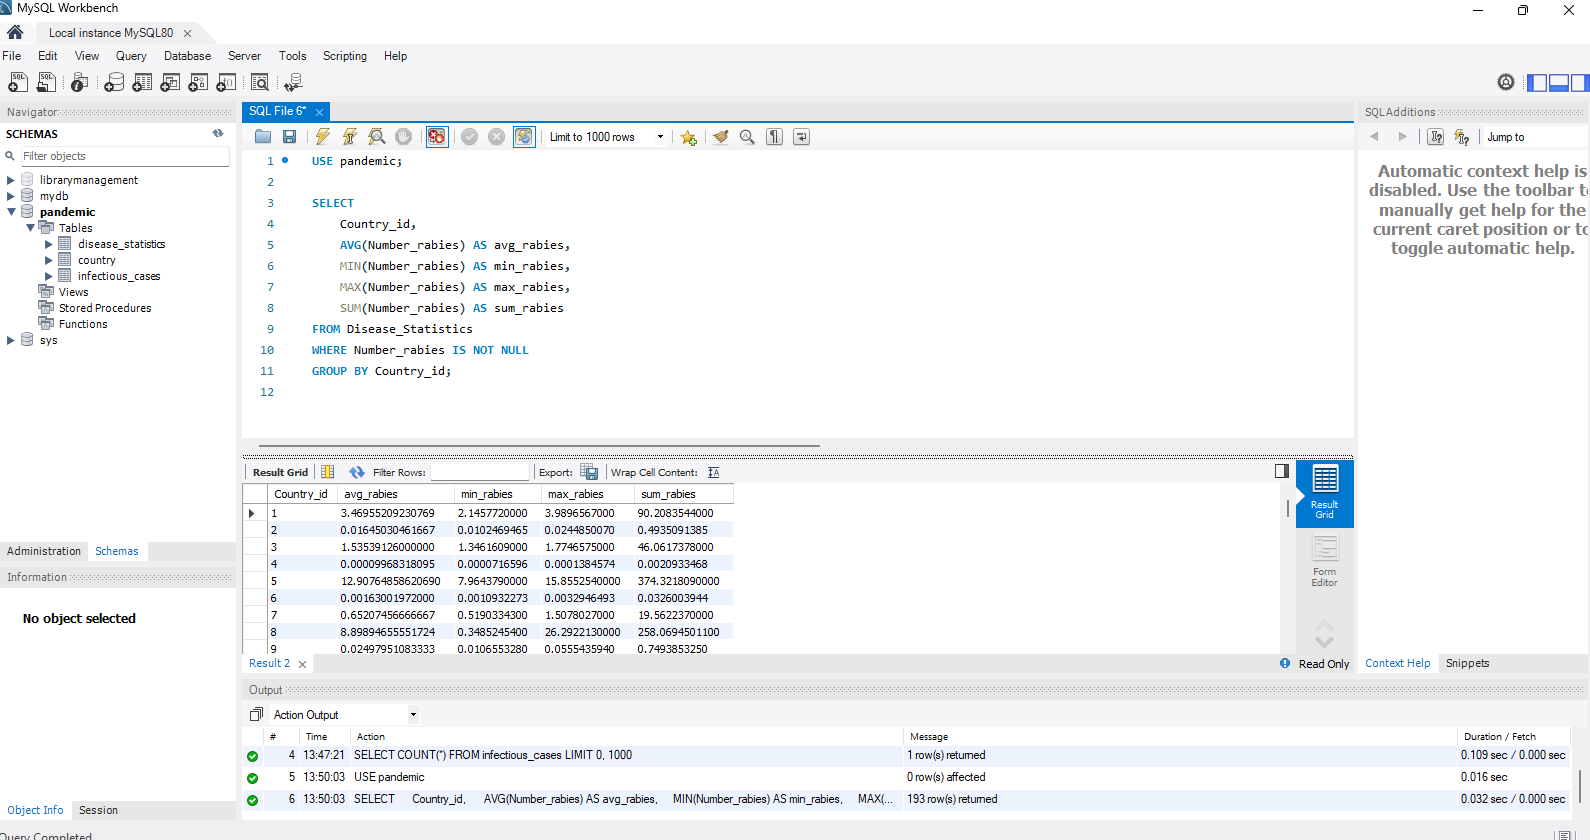 MySQL Workbench
Local instance MySQL80
File Edit View Query Database Server Tools Scripting Help
Navigator
SCHEMAS
Filter objects
librarymanagement
mydb
pandemic
Tables
disease_statistics
country
infectious_cases
Views
Stored Procedures
Functions
sys
Administration Schemas
Information
No object selected
Object Info Session
Query Completed
SQL File 6*
Limit to 1000 rows
1 USE pandemic;
2
3 SELECT
4 Country_id,
5 AVG(Number_rabies) AS avg_rabies,
6 MIN(Number_rabies) AS min_rabies,
7 MAX(Number_rabies) AS max_rabies,
8 SUM(Number_rabies) AS sum_rabies
9 FROM Disease_Statistics
10 WHERE Number_rabies IS NOT NULL
11 GROUP BY Country_id;
12
Result Grid Filter Rows: Export: Wrap Cell Content:
Country_id avg_rabies min_rabies max_rabies sum_rabies
1 3.46955209230769 2.1457720000 3.9896567000 90.2083544000
2 0.01645030461667 0.0102469465 0.0244850070 0.4935091385
3 1.53539126000000 1.3461609000 1.7746575000 46.0617378000
4 0.00009968318095 0.0000716596 0.0001384574 0.0020933468
5 12.90764858620690 7.9643790000 15.8552540000 374.3218090000
6 0.00163001972000 0.0010932273 0.0032946493 0.0326003944
7 0.65207456666667 0.5190334300 1.5078027000 19.5622370000
8 8.89894655551724 0.3485245400 26.2922130000 258.0694501100
9 0.02497951083333 0.0106553280 0.0555435940 0.7493853250
Result Grid
Form Editor
Result 2
Read Only
Output
Action Output
# Time Action Message Duration / Fetch
4 13:47:21 SELECT COUNT(*) FROM infectious_cases LIMIT 0, 1000 1 row(s) returned 0.109 sec / 0.000 sec
5 13:50:03 USE pandemic 0 row(s) affected 0.016 sec
6 13:50:03 SELECT Country_id, AVG(Number_rabies) AS avg_rabies, MIN(Number_rabies) AS min_rabies, MAX(... 193 row(s) returned 0.032 sec / 0.000 sec
SQLAdditions
Jump to
Automatic context help is
disabled. Use the toolbar t
manually get help for the
current caret position or to
toggle automatic help.
Context Help Snippets